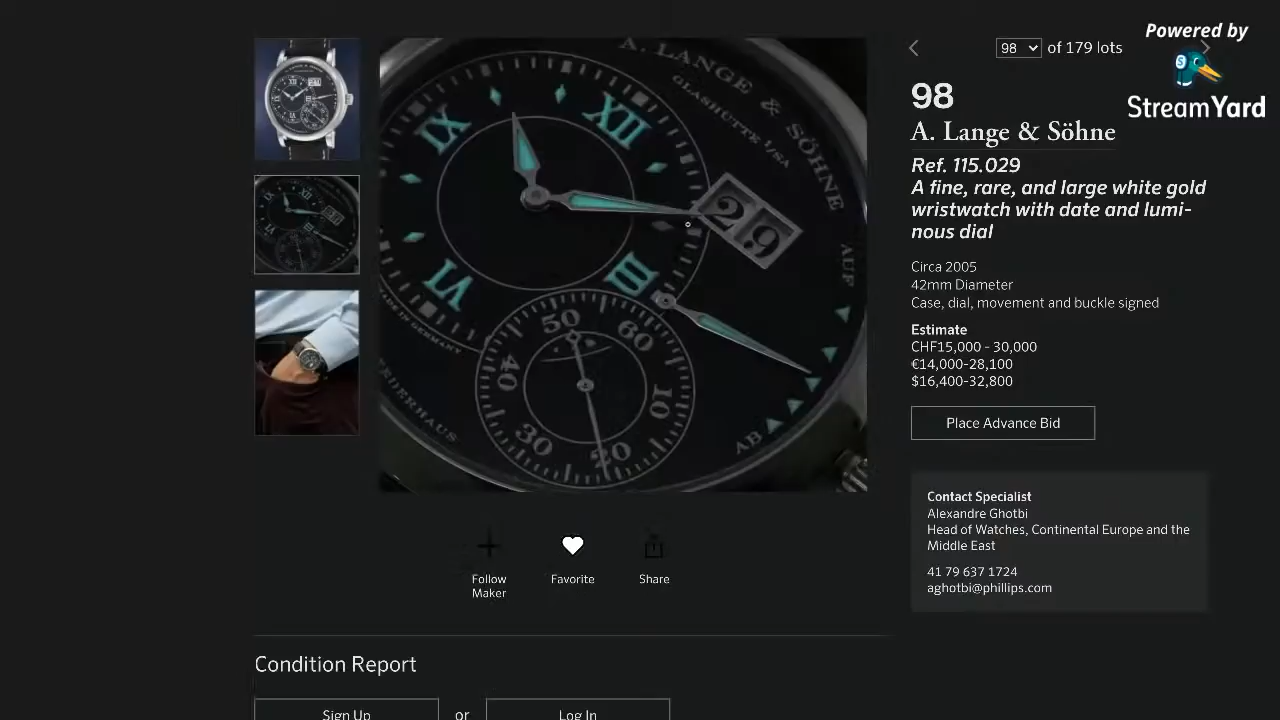 Powered by
StreamYard
98 of 179 lots
98
A. Lange & Söhne
Ref. 115.029
A fine, rare, and large white gold
wristwatch with date and lumi-
nous dial
Circa 2005
42mm Diameter
Case, dial, movement and buckle signed
Estimate
CHF15,000 - 30,000
€14,000-28,100
$16,400-32,800
Place Advance Bid
Contact Specialist
Alexandre Ghotbi
Head of Watches, Continental Europe and the
Middle East
41 79 637 1724
aghotbi@phillips.com
A. LANGE & SÖHNE
GLASHÜTTE I/SA
IX
XII
29
III
VI
AUF
AB
MADE IN GERMANY
FEDERHAUS
50
60
40
10
30
20
Follow
Maker
Favorite
Share
Condition Report
Sign Up
or
Log In